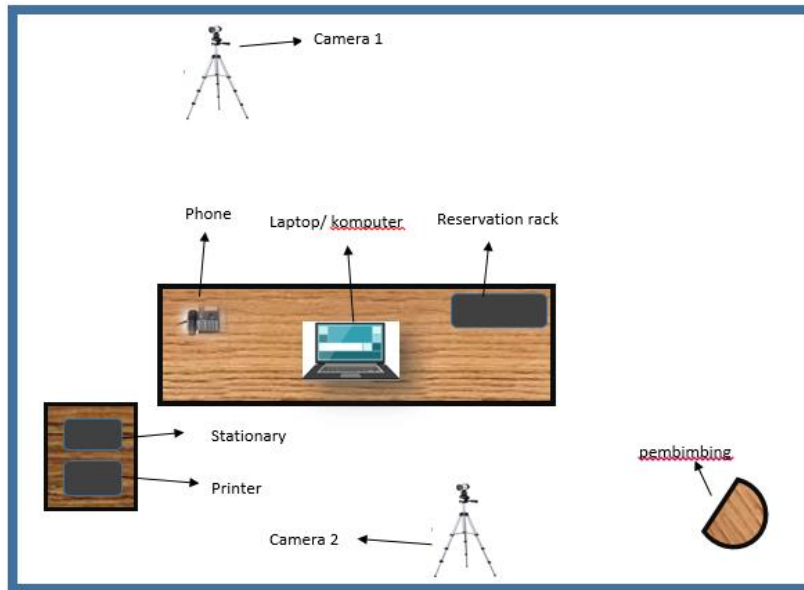 Camera 1
Phone
Laptop/ komputer
Reservation rack
Stationary
pembimbing
Printer
Camera 2